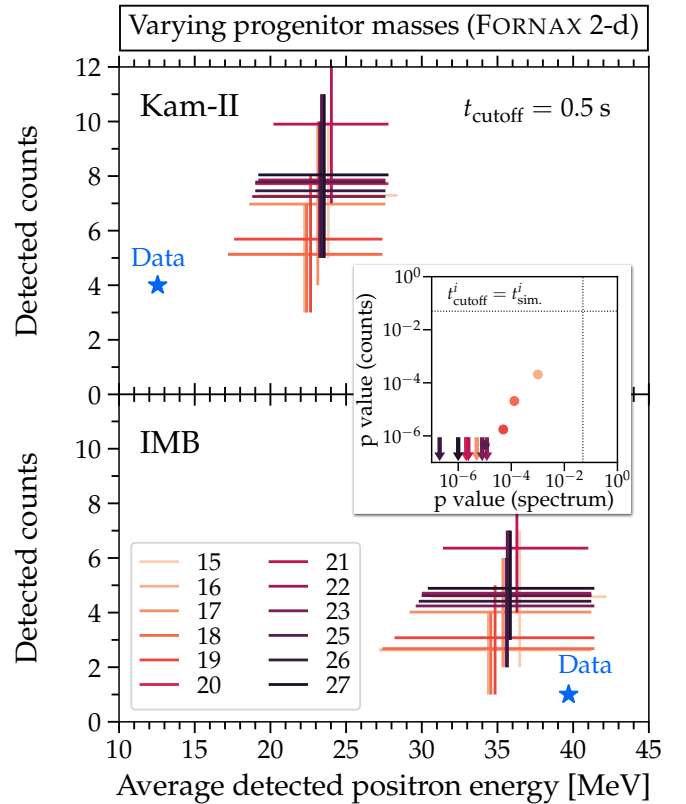 Varying progenitor masses (FORNAX 2-d)
12
10
8
6
4
2
0
Detected counts
Kam-II
t_cutoff = 0.5 s
Data
10^0
10^-2
10^-4
10^-6
p value (counts)
t^i_cutoff = t^i_sim.
10^-6 10^-4 10^-2 10^0
p value (spectrum)
10
8
6
4
2
0
Detected counts
IMB
15 21
16 22
17 23
18 25
19 26
20 27
Data
10 15 20 25 30 35 40 45
Average detected positron energy [MeV]